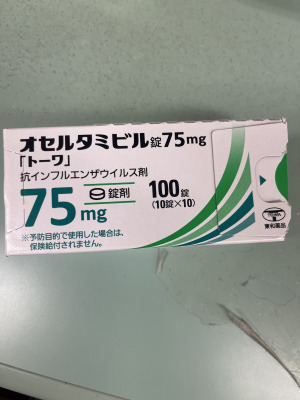 オセルタミビル錠75mg
「トーワ」
抗インフルエンザウイルス剤
75mg
錠剤
100錠
(10錠×10)
※予防目的で使用した場合は、
保険給付されません。
東和薬品